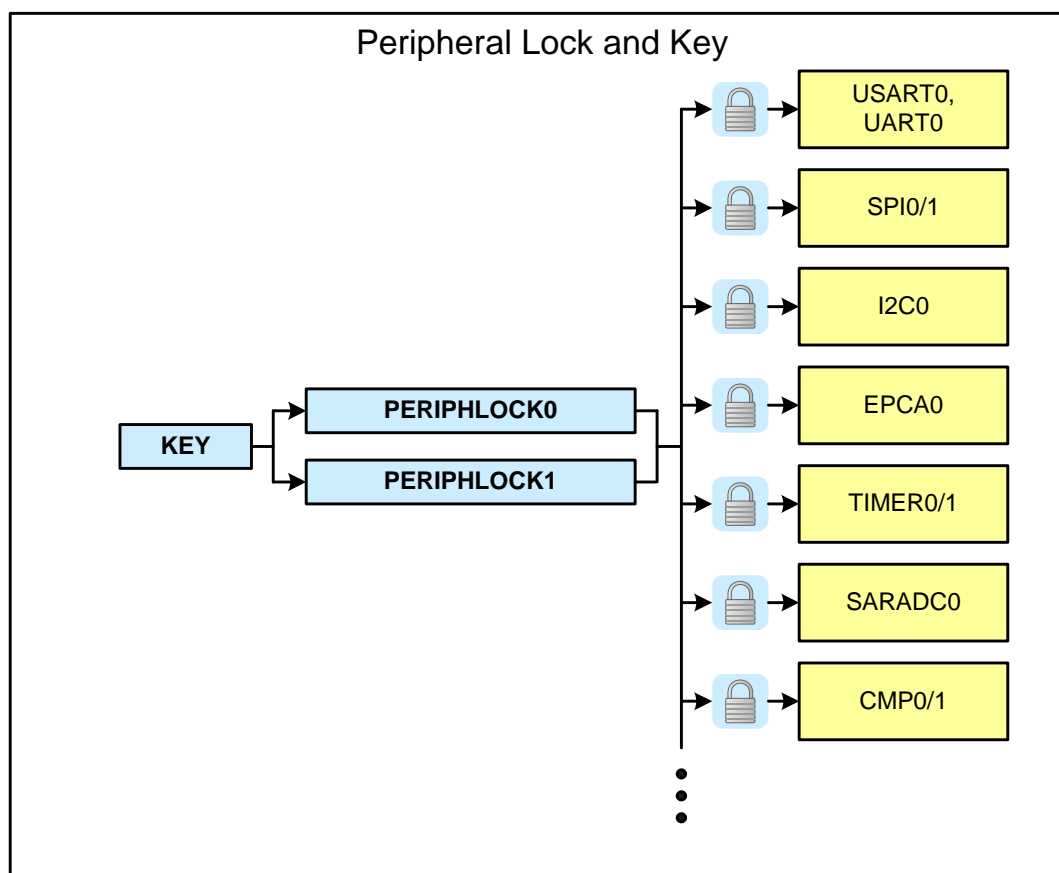 Peripheral Lock and Key
USART0,
UART0
SPI0/1
I2C0
EPCA0
PERIPHLOCK0
KEY
PERIPHLOCK1
TIMER0/1
SARADC0
CMP0/1